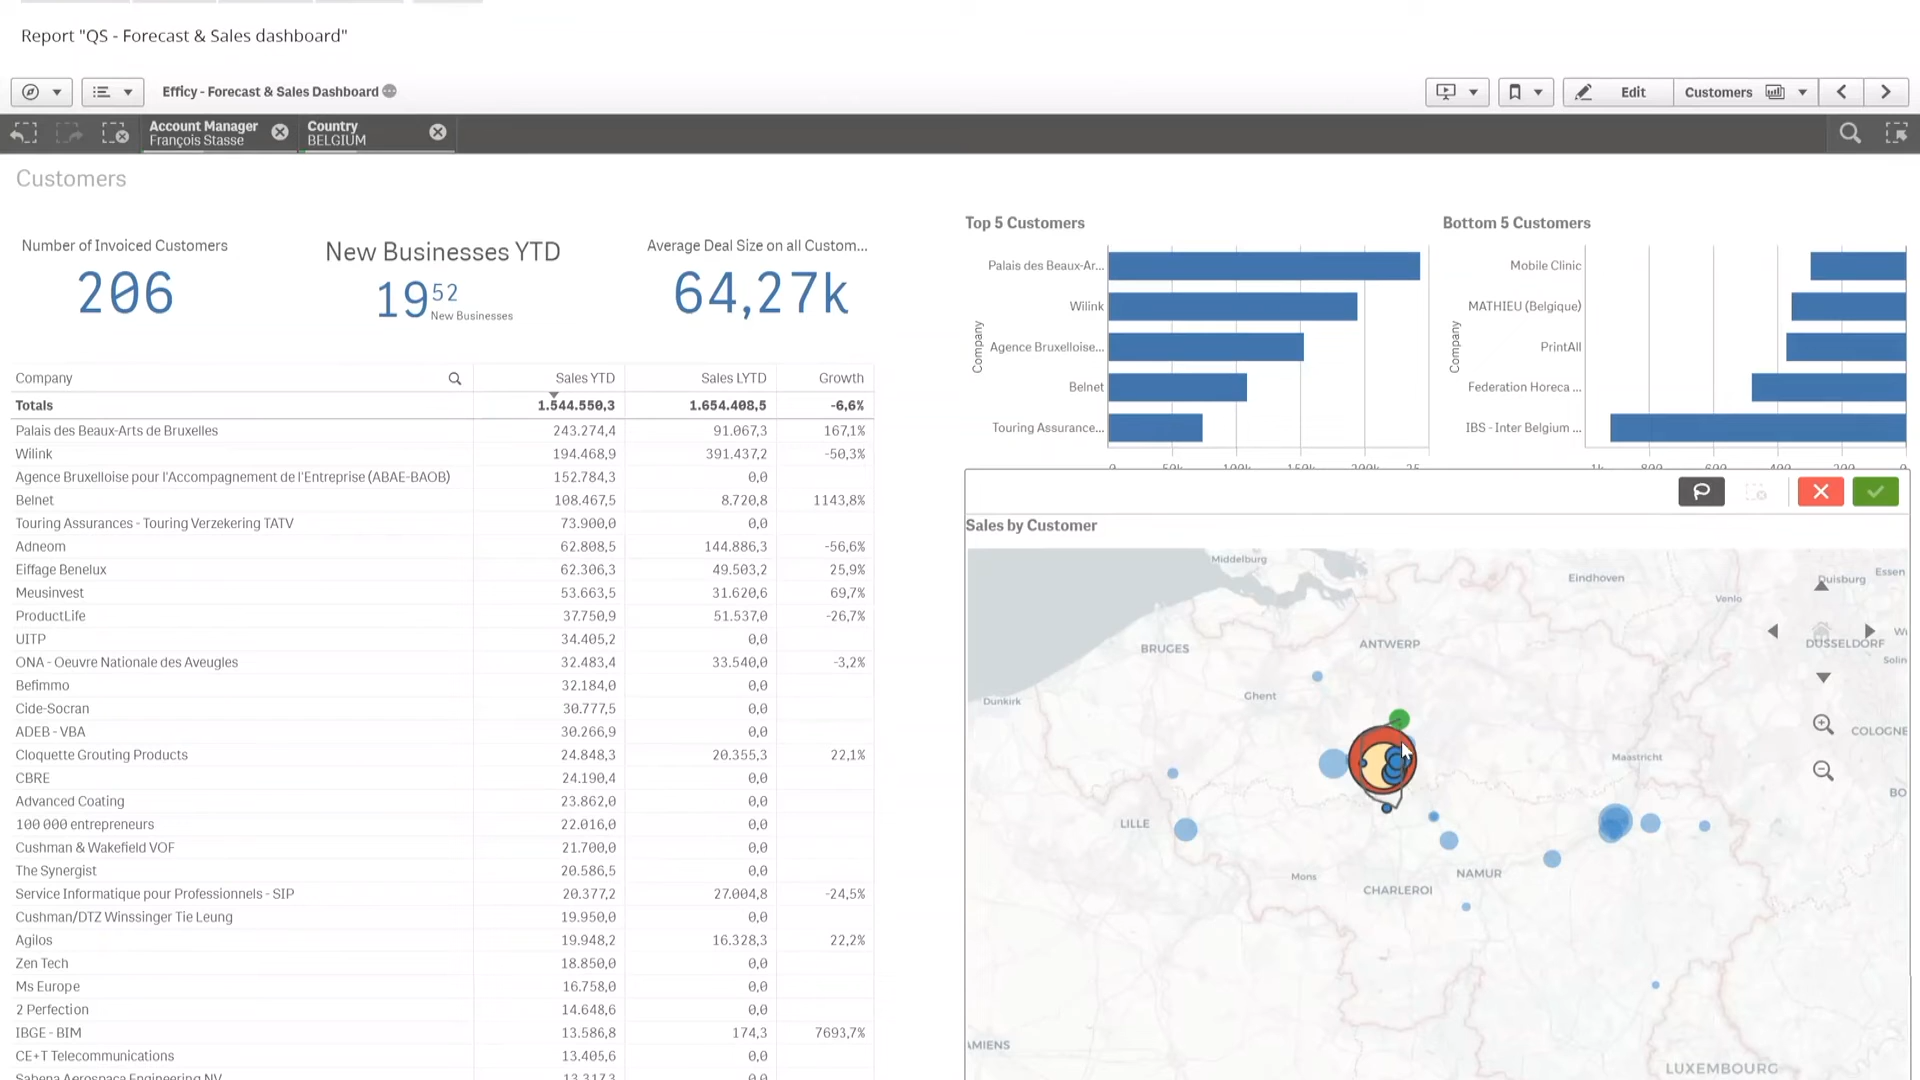 Report "QS - Forecast & Sales dashboard"
Efficy - Forecast & Sales Dashboard
Edit
Customers
Account Manager
François Stasse
Country
BELGIUM
Customers
Number of Invoiced Customers
206
New Businesses YTD
19 52
New Businesses
Average Deal Size on all Custom...
64,27k
Company Sales YTD Sales LYTD Growth
Totals 1.544.550,3 1.654.408,5 -6,6%
Palais des Beaux-Arts de Bruxelles 243.274,4 91.067,3 167,1%
Wilink 194.468,9 391.437,2 -50,3%
Agence Bruxelloise pour l'Accompagnement de l'Entreprise (ABAE-BAOB) 152.784,3 0,0
Belnet 108.467,5 8.720,8 1143,8%
Touring Assurances - Touring Verzekering TATV 73.900,0 0,0
Adneom 62.808,5 144.886,3 -56,6%
Eiffage Benelux 62.306,3 49.503,2 25,9%
Meusinvest 53.663,5 31.620,6 69,7%
ProductLife 37.750,9 51.537,0 -26,7%
UITP 34.405,2 0,0
ONA - Oeuvre Nationale des Aveugles 32.483,4 33.540,0 -3,2%
Befimmo 32.184,0 0,0
Cide-Socran 30.777,5 0,0
ADEB - VBA 30.266,9 0,0
Cloquette Grouting Products 24.848,3 20.355,3 22,1%
CBRE 24.190,4 0,0
Advanced Coating 23.862,0 0,0
100 000 entrepreneurs 22.016,0 0,0
Cushman & Wakefield VOF 21.700,0 0,0
The Synergist 20.586,5 0,0
Service Informatique pour Professionnels - SIP 20.377,2 27.004,8 -24,5%
Cushman/DTZ Winssinger Tie Leung 19.950,0 0,0
Agilos 19.948,2 16.328,3 22,2%
Zen Tech 18.850,0 0,0
Ms Europe 16.758,0 0,0
2 Perfection 14.648,6 0,0
IBGE - BIM 13.586,8 174,3 7693,7%
CE+T Telecommunications 13.405,6 0,0
Sabena Aerospace Engineering NV 13.317,3 0,0
Top 5 Customers
Company
Palais des Beaux-Ar...
Wilink
Agence Bruxelloise...
Belnet
Touring Assurance...
0 50k 100k 150k 200k 25
Bottom 5 Customers
Company
Mobile Clinic
MATHIEU (Belgique)
PrintAll
Federation Horeca ...
IBS - Inter Belgium ...
1k 800 600 400 200 0
Sales by Customer
Middelburg
Eindhoven
Duisburg
Essen
Venlo
BRUGES
ANTWERP
DÜSSELDORF
Solin
Ghent
Dunkirk
COLOGNE
Maastricht
BO
LILLE
Mons
NAMUR
CHARLEROI
AMIENS
LUXEMBOURG